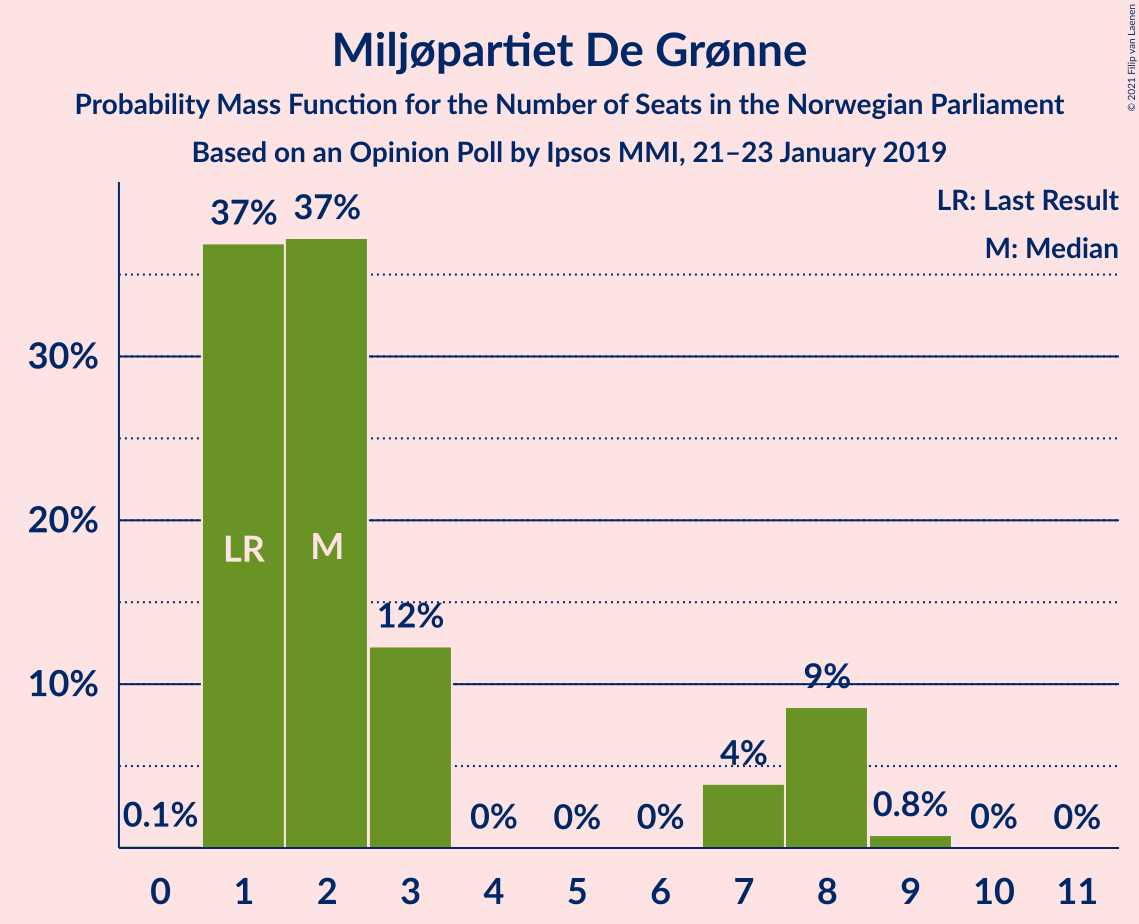 Miljøpartiet De Grønne
Probability Mass Function for the Number of Seats in the Norwegian Parliament
Based on an Opinion Poll by Ipsos MMI, 21–23 January 2019
© 2021 Filip van Laenen
LR: Last Result
M: Median
37% 37%
30%
20%
LR M
12%
10%
9%
4%
0.1% 0% 0% 0% 0.8% 0% 0%
0 1 2 3 4 5 6 7 8 9 10 11